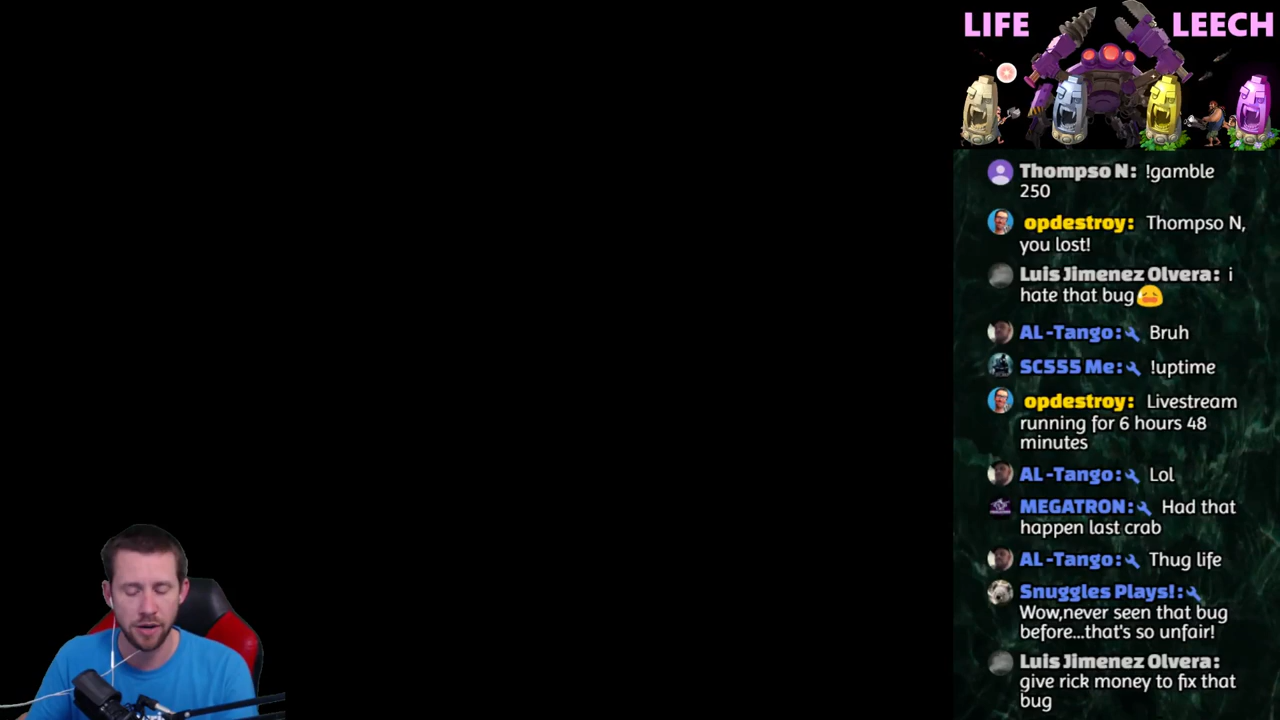 LIFE LEECH
Thompso N: !gamble
250
opdestroy: Thompso N,
you lost!
Luis Jimenez Olvera: i
hate that bug😩
AL-Tango: Bruh
SC555 Me: !uptime
opdestroy: Livestream
running for 6 hours 48
minutes
AL-Tango: Lol
MEGATRON: Had that
happen last crab
AL-Tango: Thug life
Snuggles Plays!:
Wow,never seen that bug
before...that's so unfair!
Luis Jimenez Olvera:
give rick money to fix that
bug